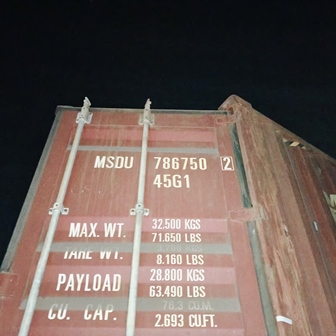 MSDU 786750 2
45G1
MAX. WT. 32.500 KGS
71.650 LBS
TARE WT.
8.160 LBS
PAYLOAD 28.800 KGS
63.490 LBS
CU. CAP. 76.3 CU.M.
2.693 CU.FT.